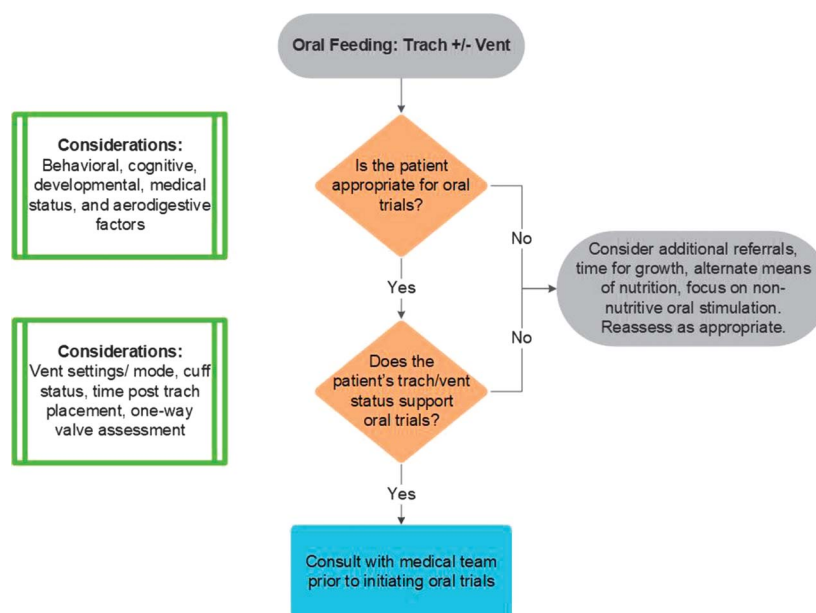 Oral Feeding: Trach +/- Vent
Considerations:
Behavioral, cognitive,
developmental, medical
status, and aerodigestive
factors
Is the patient
appropriate for oral
trials?
No
Yes
Consider additional referrals,
time for growth, alternate means
of nutrition, focus on non-
nutritive oral stimulation.
Reassess as appropriate.
Considerations:
Vent settings/ mode, cuff
status, time post trach
placement, one-way
valve assessment
Does the
patient's trach/vent
status support
oral trials?
No
Yes
Consult with medical team
prior to initiating oral trials